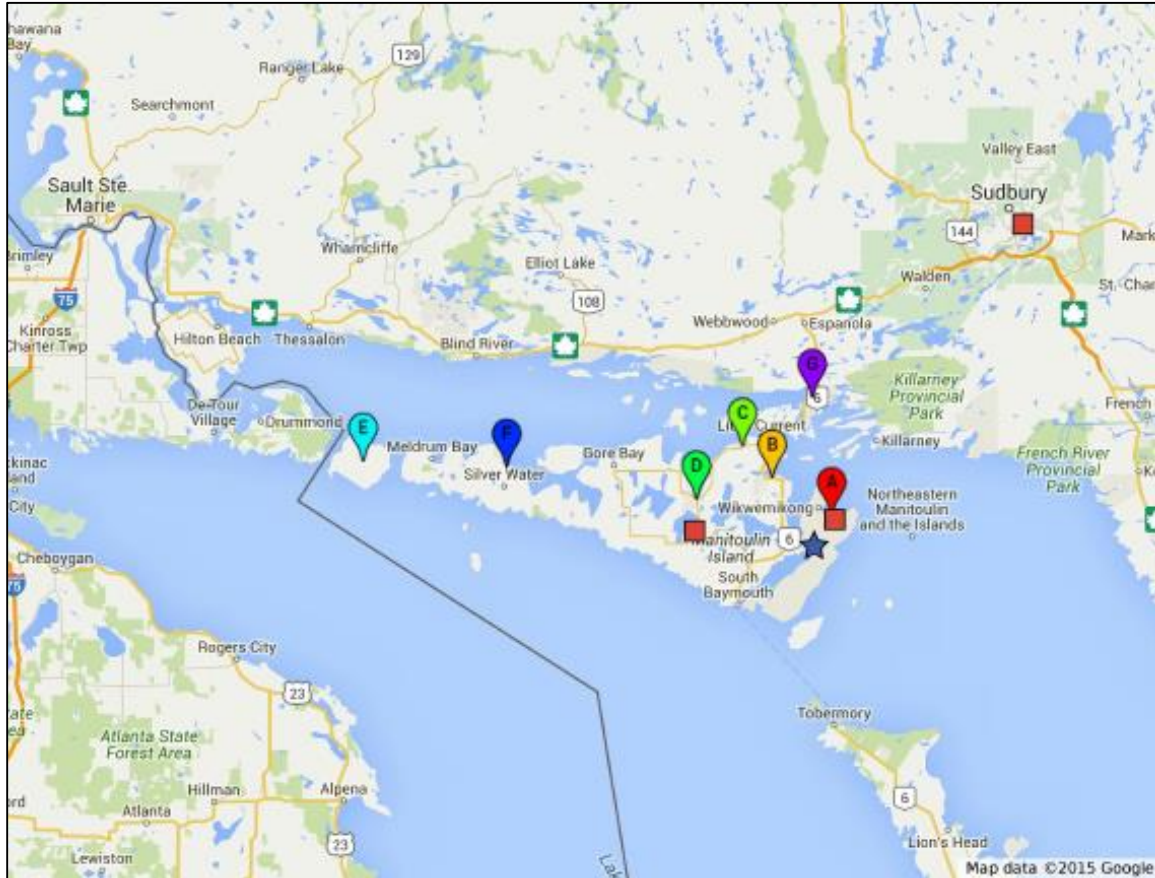 Ranger Lake
129
Searchmont
Sault Ste.
Marie
Valley East
Sudbury
144
Wharncliffe
Elliot Lake
108
Walden
75
Webbwood
Espanola
Kinross
Charter Twp
Hilton Beach
Thessalon
Blind River
G
6
Killarney
Provincial
Park
De-Tour
Village
Drummond
E
Meldrum Bay
F
Silver Water
Gore Bay
C
Current
B
Killarney
French River
Provincial
Park
D
A
Wikwemikong
Northeastern
Manitoulin
and the Islands
Manitoulin
Island
6
South
Baymouth
Cheboygan
75
Rogers City
23
Tobermory
Atlanta State
Forest Area
Hillman
Alpena
Atlanta
23
6
Lion's Head
Lewiston
Map data ©2015 Google